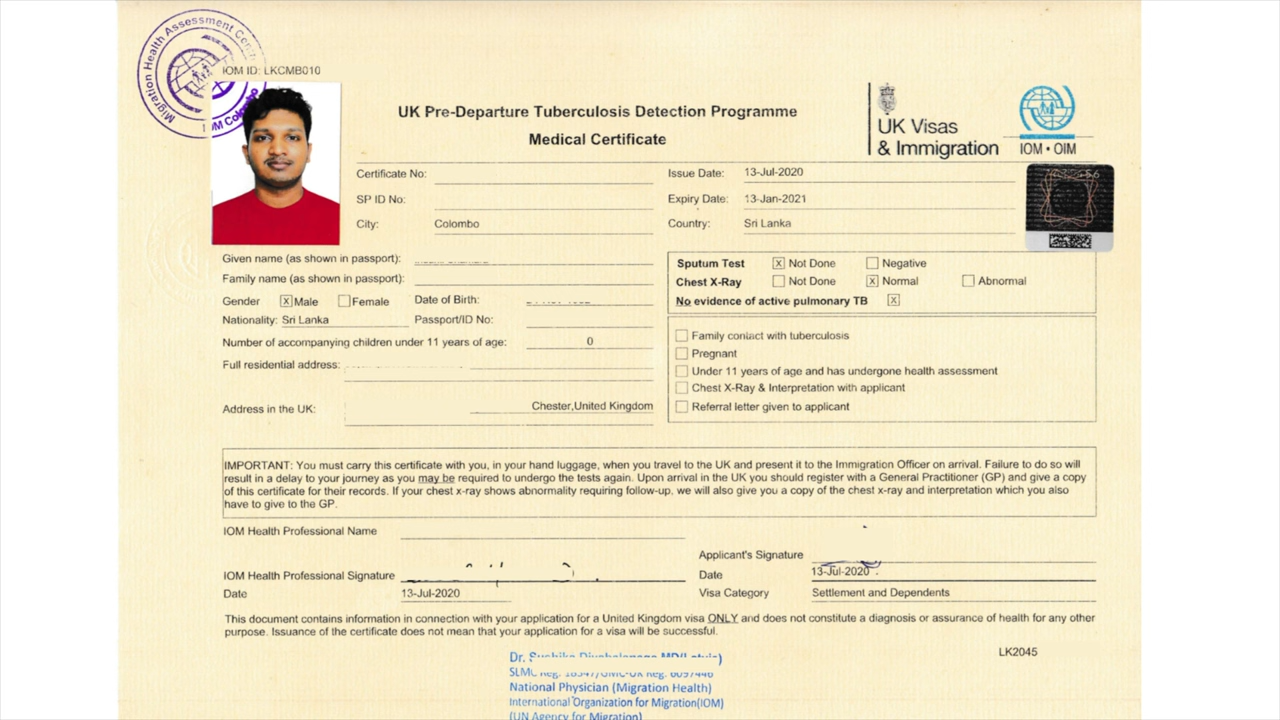 Migration Health Assessment Cent
IOM Colombo
IOM ID: LKCMB010
UK Pre-Departure Tuberculosis Detection Programme
Medical Certificate
UK Visas
& Immigration
IOM • OIM
Certificate No:
Issue Date: 13-Jul-2020
SP ID No:
Expiry Date: 13-Jan-2021
City: Colombo
Country: Sri Lanka
Given name (as shown in passport):
Family name (as shown in passport):
Gender X Male Female Date of Birth:
Nationality: Sri Lanka Passport/ID No:
Number of accompanying children under 11 years of age: 0
Full residential address:
Address in the UK: Chester,United Kingdom
Sputum Test X Not Done Negative
Chest X-Ray Not Done X Normal Abnormal
No evidence of active pulmonary TB X
Family contact with tuberculosis
Pregnant
Under 11 years of age and has undergone health assessment
Chest X-Ray & Interpretation with applicant
Referral letter given to applicant
IMPORTANT: You must carry this certificate with you, in your hand luggage, when you travel to the UK and present it to the Immigration Officer on arrival. Failure to do so will
result in a delay to your journey as you may be required to undergo the tests again. Upon arrival in the UK you should register with a General Practitioner (GP) and give a copy
of this certificate for their records. If your chest x-ray shows abnormality requiring follow-up, we will also give you a copy of the chest x-ray and interpretation which you also
have to give to the GP.
IOM Health Professional Name
Applicant's Signature
IOM Health Professional Signature
Date 13-Jul-2020
Date 13-Jul-2020
Visa Category Settlement and Dependents
This document contains information in connection with your application for a United Kingdom visa ONLY and does not constitute a diagnosis or assurance of health for any other
purpose. Issuance of the certificate does not mean that your application for a visa will be successful.
LK2045
Dr.
SLMC Reg.
National Physician (Migration Health)
International Organization for Migration(IOM)
(UN Agency for Migration)